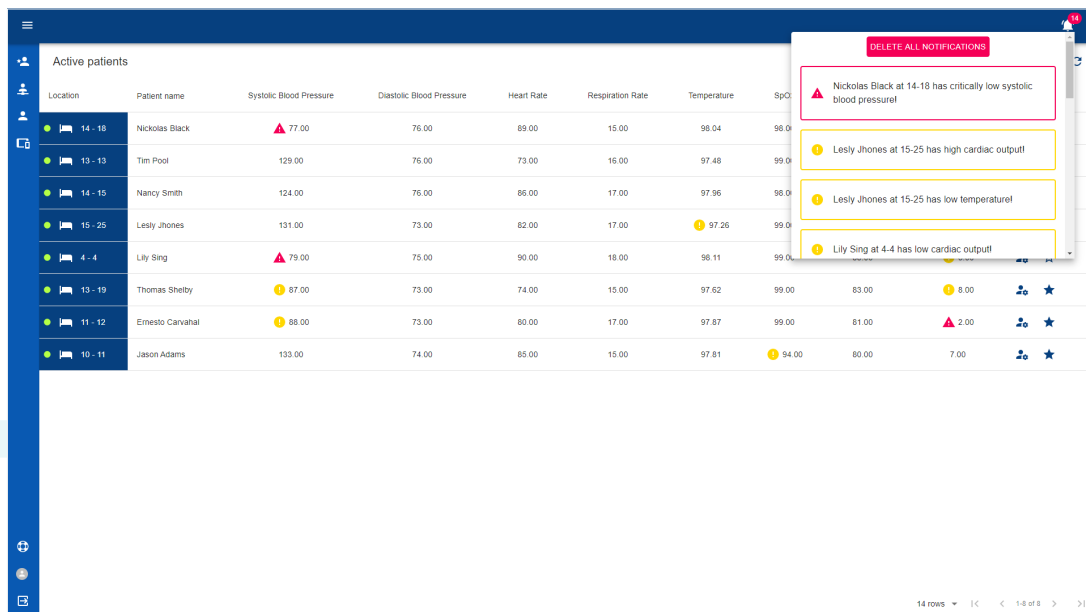 14
DELETE ALL NOTIFICATIONS
Nickolas Black at 14-18 has critically low systolic
blood pressure!
Lesly Jhones at 15-25 has high cardiac output!
Lesly Jhones at 15-25 has low temperature!
Lily Sing at 4-4 has low cardiac output!
Active patients
Location Patient name Systolic Blood Pressure Diastolic Blood Pressure Heart Rate Respiration Rate Temperature
14 - 18 Nickolas Black 77.00 76.00 89.00 15.00 98.04
13 - 13 Tim Pool 129.00 76.00 73.00 16.00 97.48
14 - 15 Nancy Smith 124.00 76.00 86.00 17.00 97.96
15 - 25 Lesly Jhones 131.00 73.00 82.00 17.00 97.26
4 - 4 Lily Sing 79.00 75.00 90.00 18.00 98.11
13 - 19 Thomas Shelby 87.00 73.00 74.00 15.00 97.62 99.00 83.00 8.00
11 - 12 Ernesto Carvahal 88.00 73.00 80.00 17.00 97.87 99.00 81.00 2.00
10 - 11 Jason Adams 133.00 74.00 85.00 15.00 97.81 94.00 80.00 7.00
14 rows 1-8 of 8